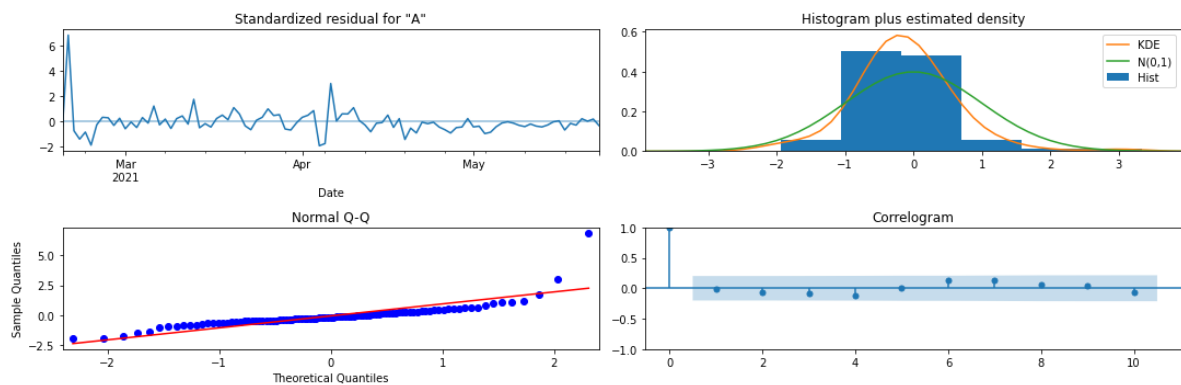 Standardized residual for "A"
6
4
2
0
−2
Mar
2021
Apr
May
Date
Histogram plus estimated density
0.6
0.4
0.2
0.0
−3
−2
−1
0
1
2
3
KDE
N(0,1)
Hist
Normal Q-Q
Sample Quantiles
5.0
2.5
0.0
−2.5
−2
−1
0
1
2
Theoretical Quantiles
Correlogram
1.0
0.5
0.0
−0.5
−1.0
0
2
4
6
8
10